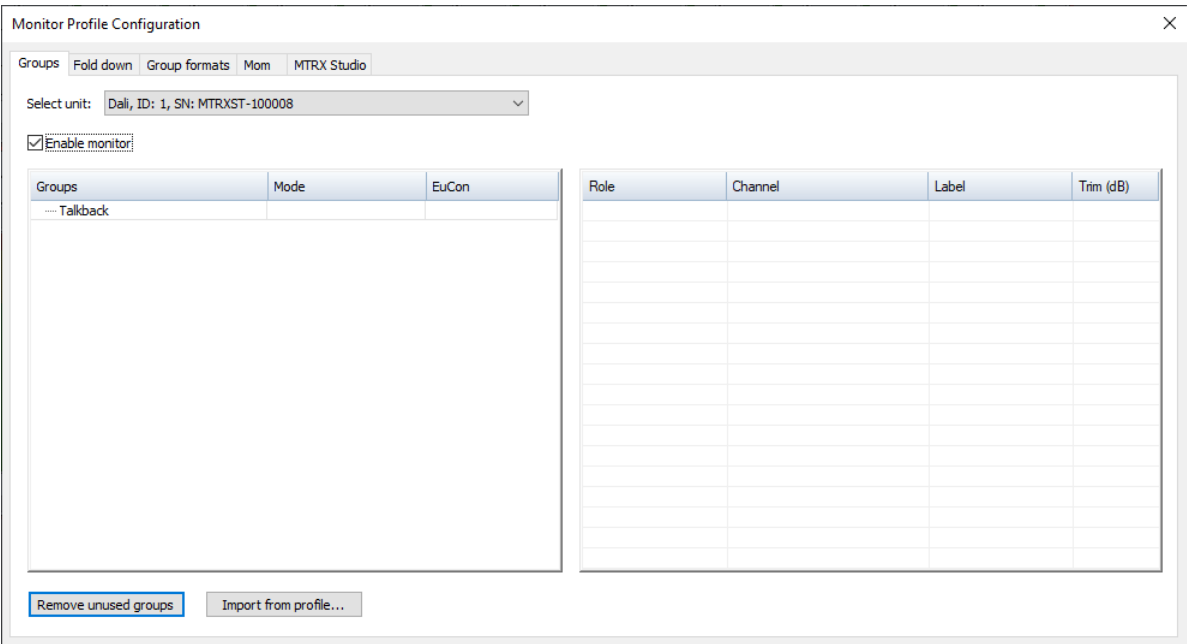 Monitor Profile Configuration
Groups Fold down Group formats Mom MTRX Studio
Select unit: Dali, ID: 1, SN: MTRXST-100008
Enable monitor
Groups Mode EuCon
Talkback
Role Channel Label Trim (dB)
Remove unused groups Import from profile...